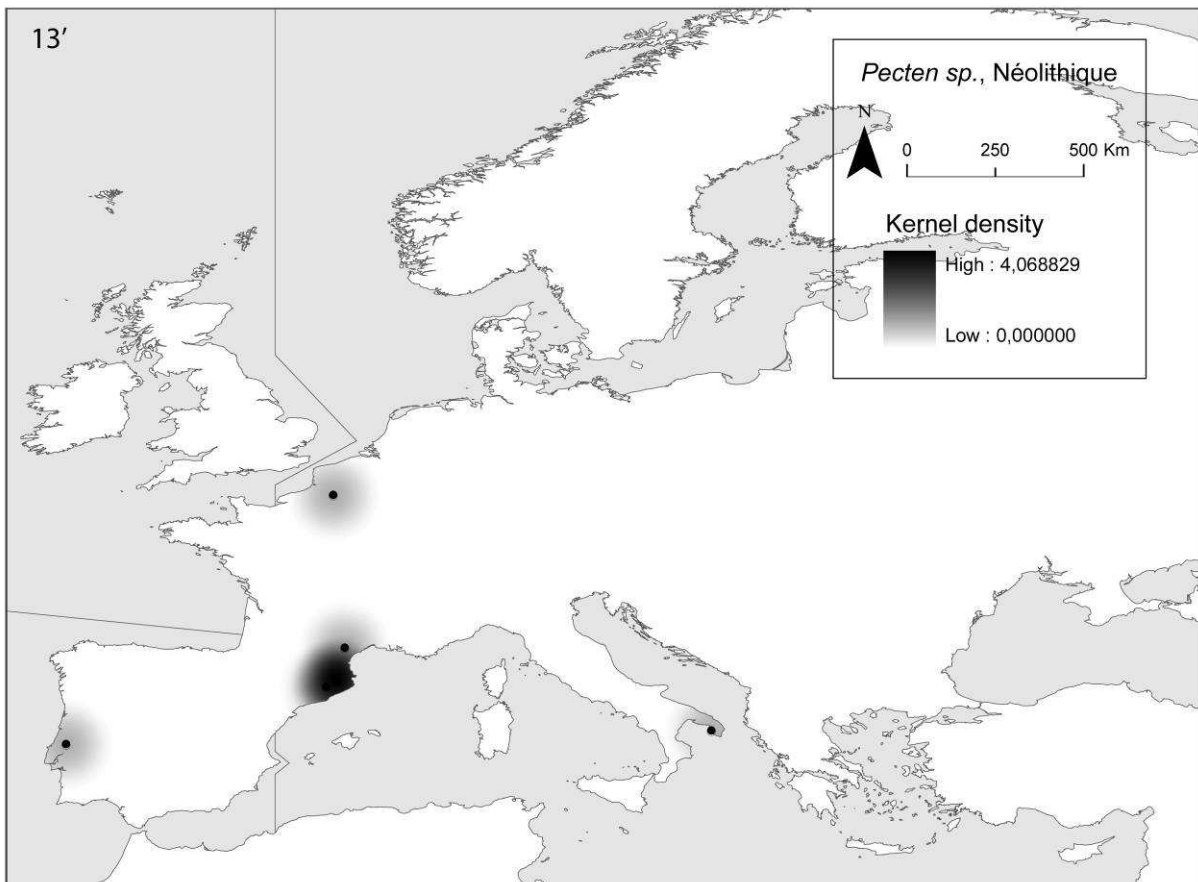 13’
Pecten sp., Néolithique
N
0 250 500 Km
Kernel density
High : 4,068829
Low : 0,000000